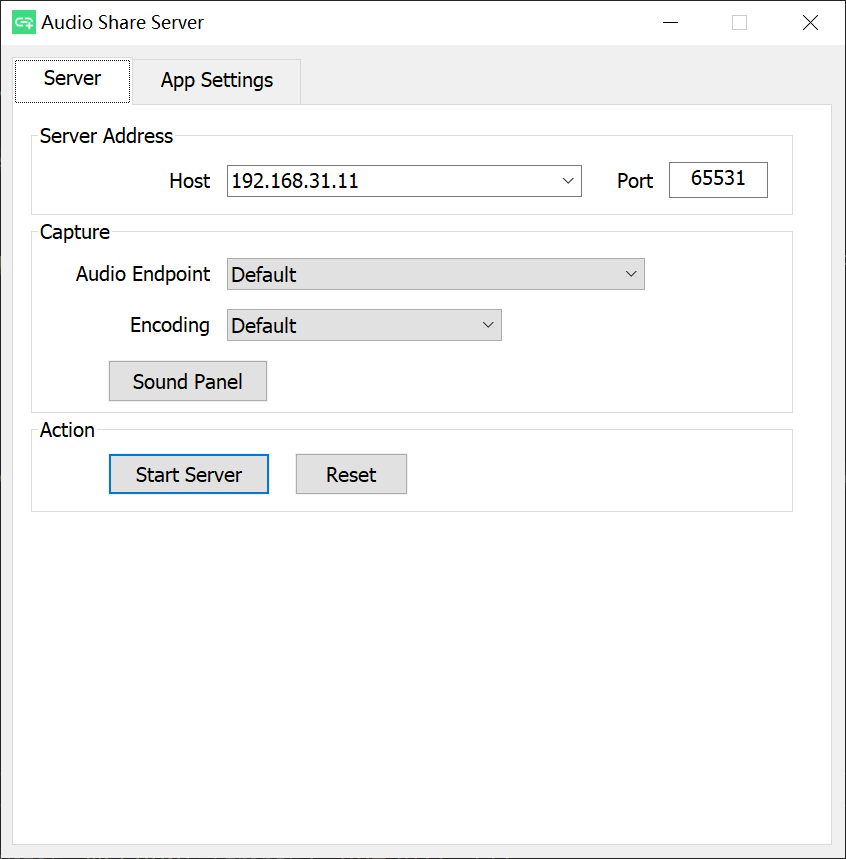 Audio Share Server
Server App Settings
Server Address
Host 192.168.31.11 Port 65531
Capture
Audio Endpoint Default
Encoding Default
Sound Panel
Action
Start Server Reset